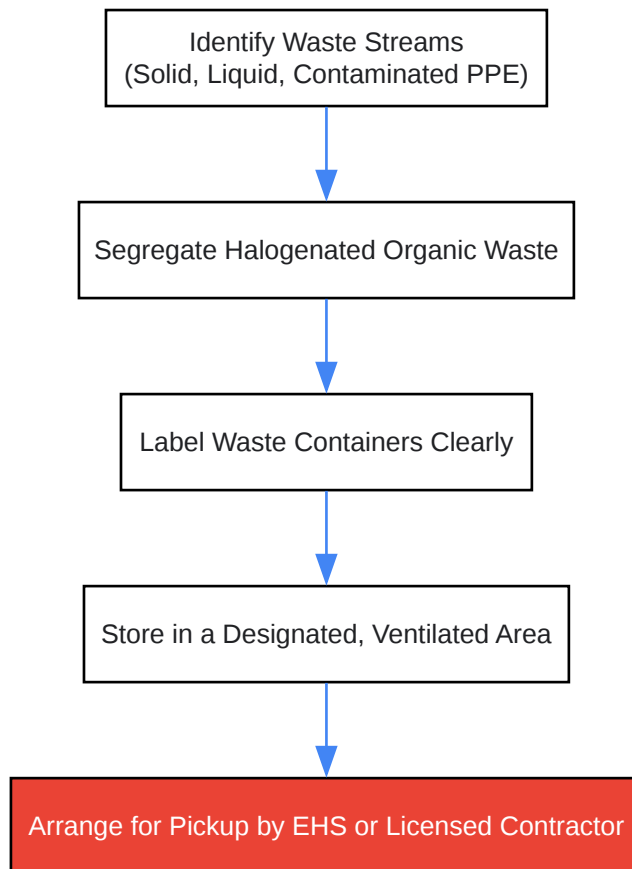 Identify Waste Streams
(Solid, Liquid, Contaminated PPE)
Segregate Halogenated Organic Waste
Label Waste Containers Clearly
Store in a Designated, Ventilated Area
Arrange for Pickup by EHS or Licensed Contractor